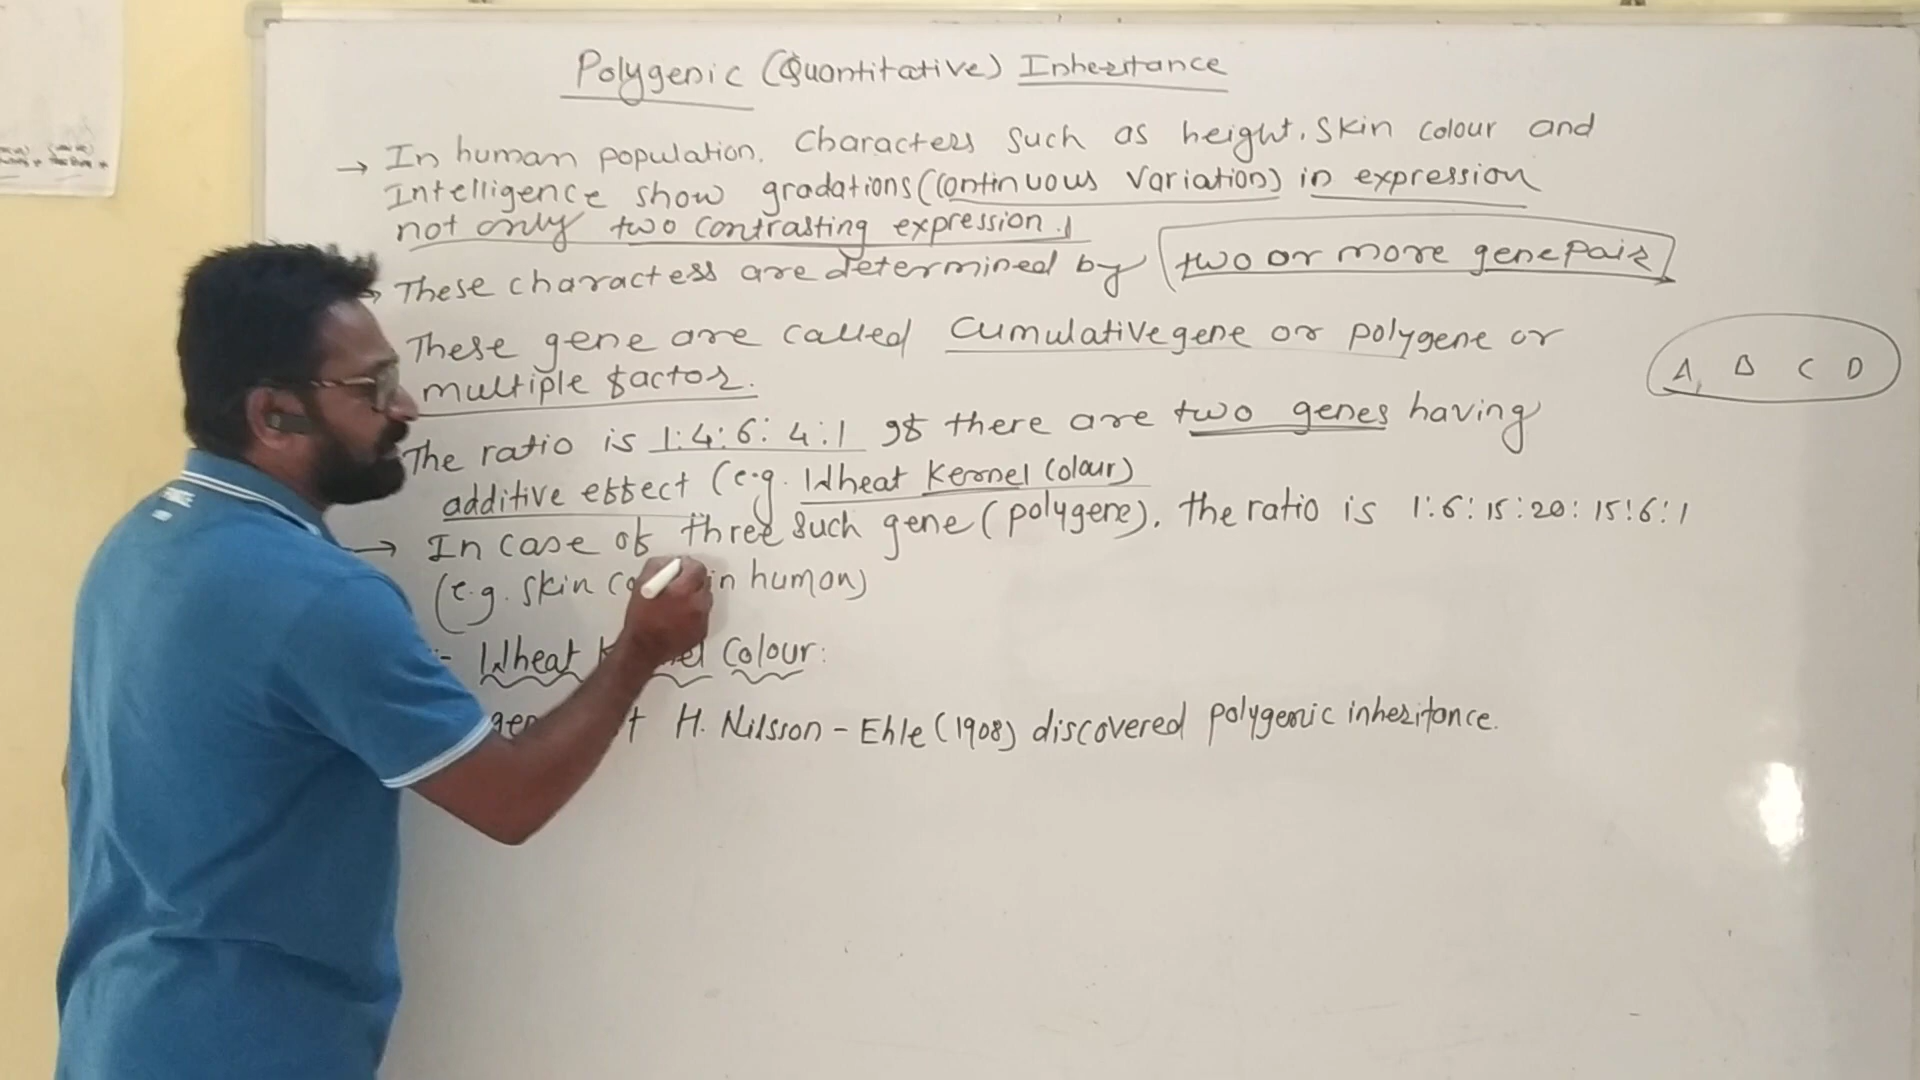 Polygenic (Quantitative) Inheritance
→ In human population, Characters such as height, skin colour and
Intelligence show gradations (Continuous Variation) in expression
not only two contrasting expression.
These characters are determined by two or more gene pair
These gene are called cumulative gene or polygene or
multiple factor.
A, B C D
The ratio is 1:4:6:4:1 If there are two genes having
additive effect (e.g. Wheat Kernel Colour)
→ In case of three such gene (polygene), the ratio is 1:6:15:20:15:6:1
(e.g. skin in human)
Wheat Colour:
H. Nilsson-Ehle (1908) discovered polygenic inheritance.